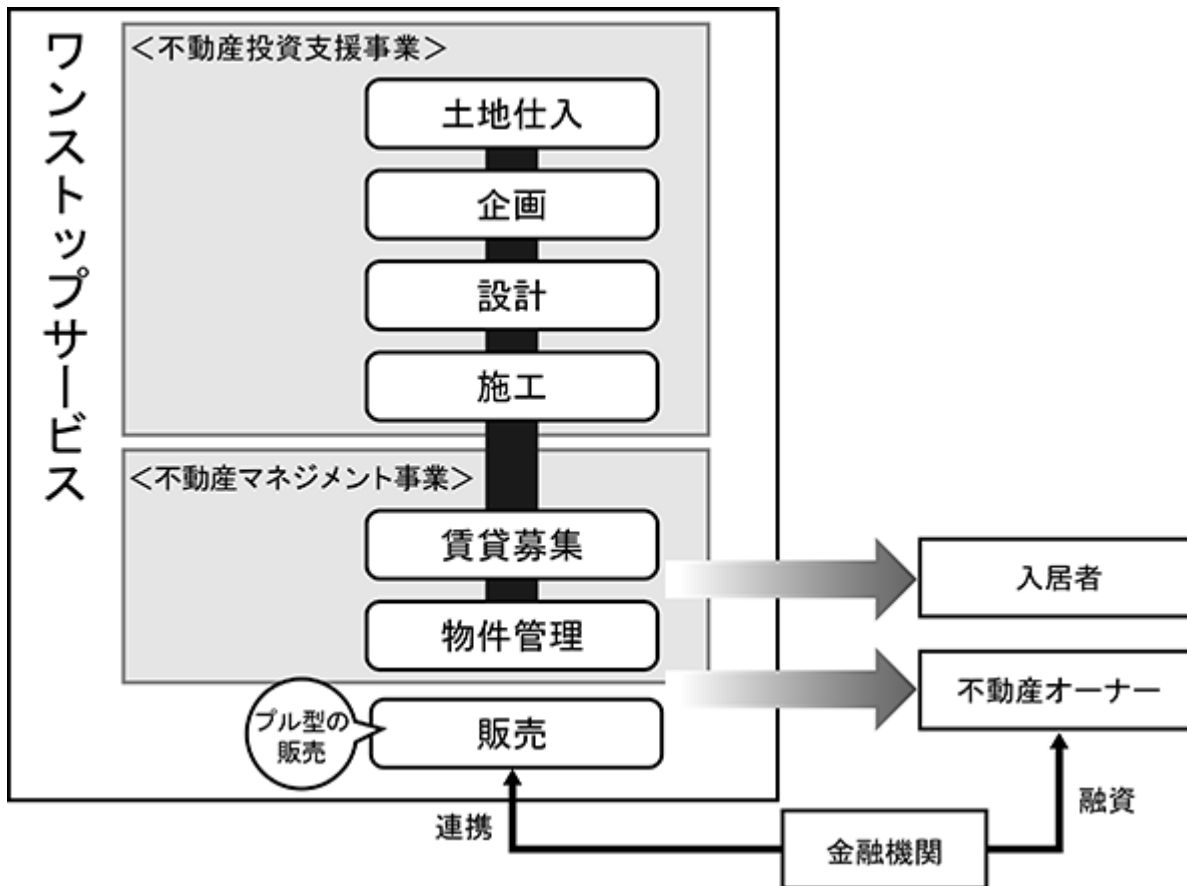 ワンストップサービス
＜不動産投資支援事業＞
土地仕入
企画
設計
施工
＜不動産マネジメント事業＞
賃貸募集
物件管理
プル型の
販売
販売
入居者
不動産オーナー
連携
融資
金融機関